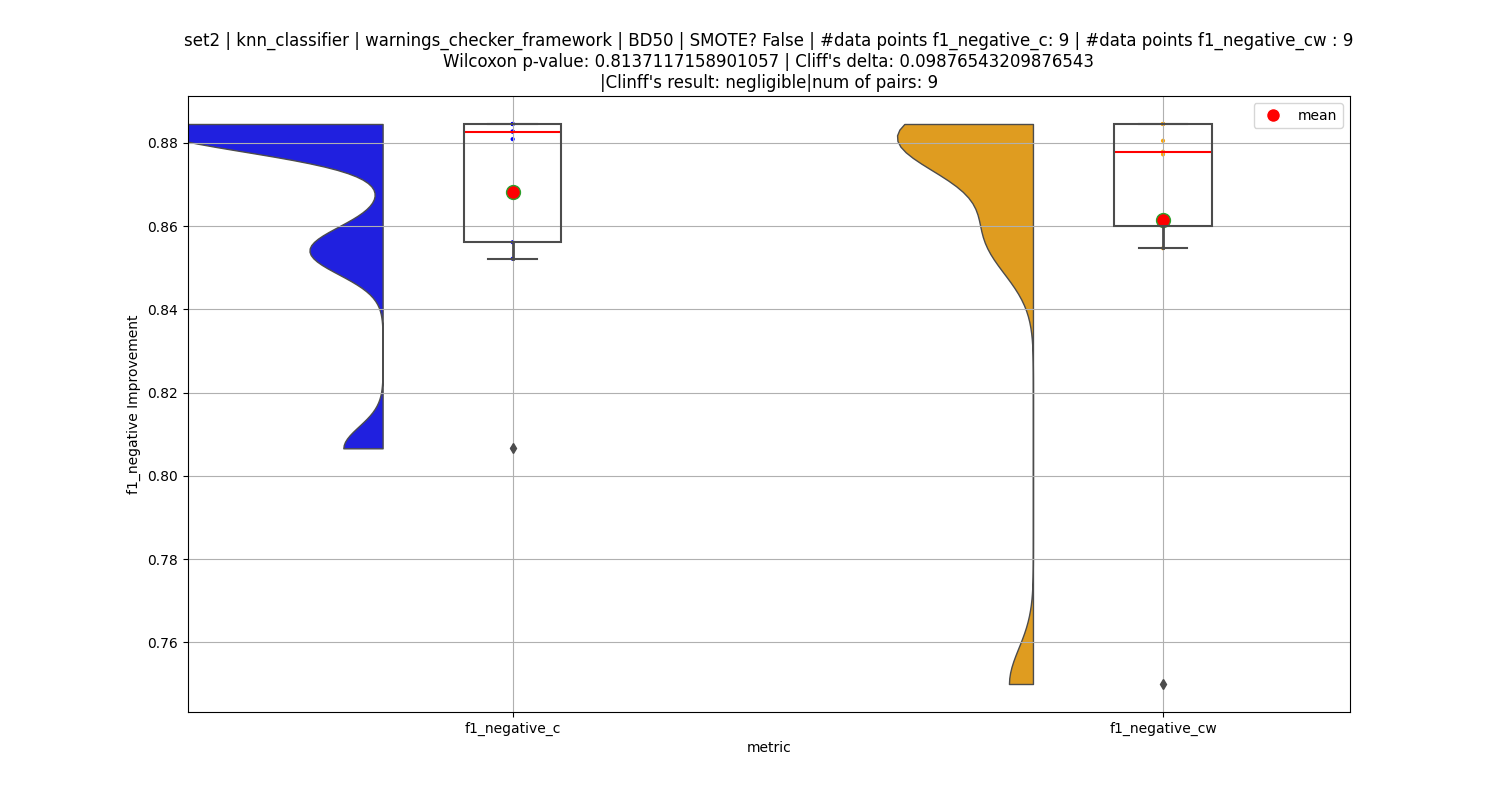 set2 | knn_classifier | warnings_checker_framework | BD50 | SMOTE? False | #data points f1_negative_c: 9 | #data points f1_negative_cw : 9
Wilcoxon p-value: 0.8137117158901057 | Cliff's delta: 0.09876543209876543
|Clinff's result: negligible|num of pairs: 9
mean
0.88
0.86
0.84
0.82
0.80
0.78
0.76
f1_negative Improvement
f1_negative_c
f1_negative_cw
metric